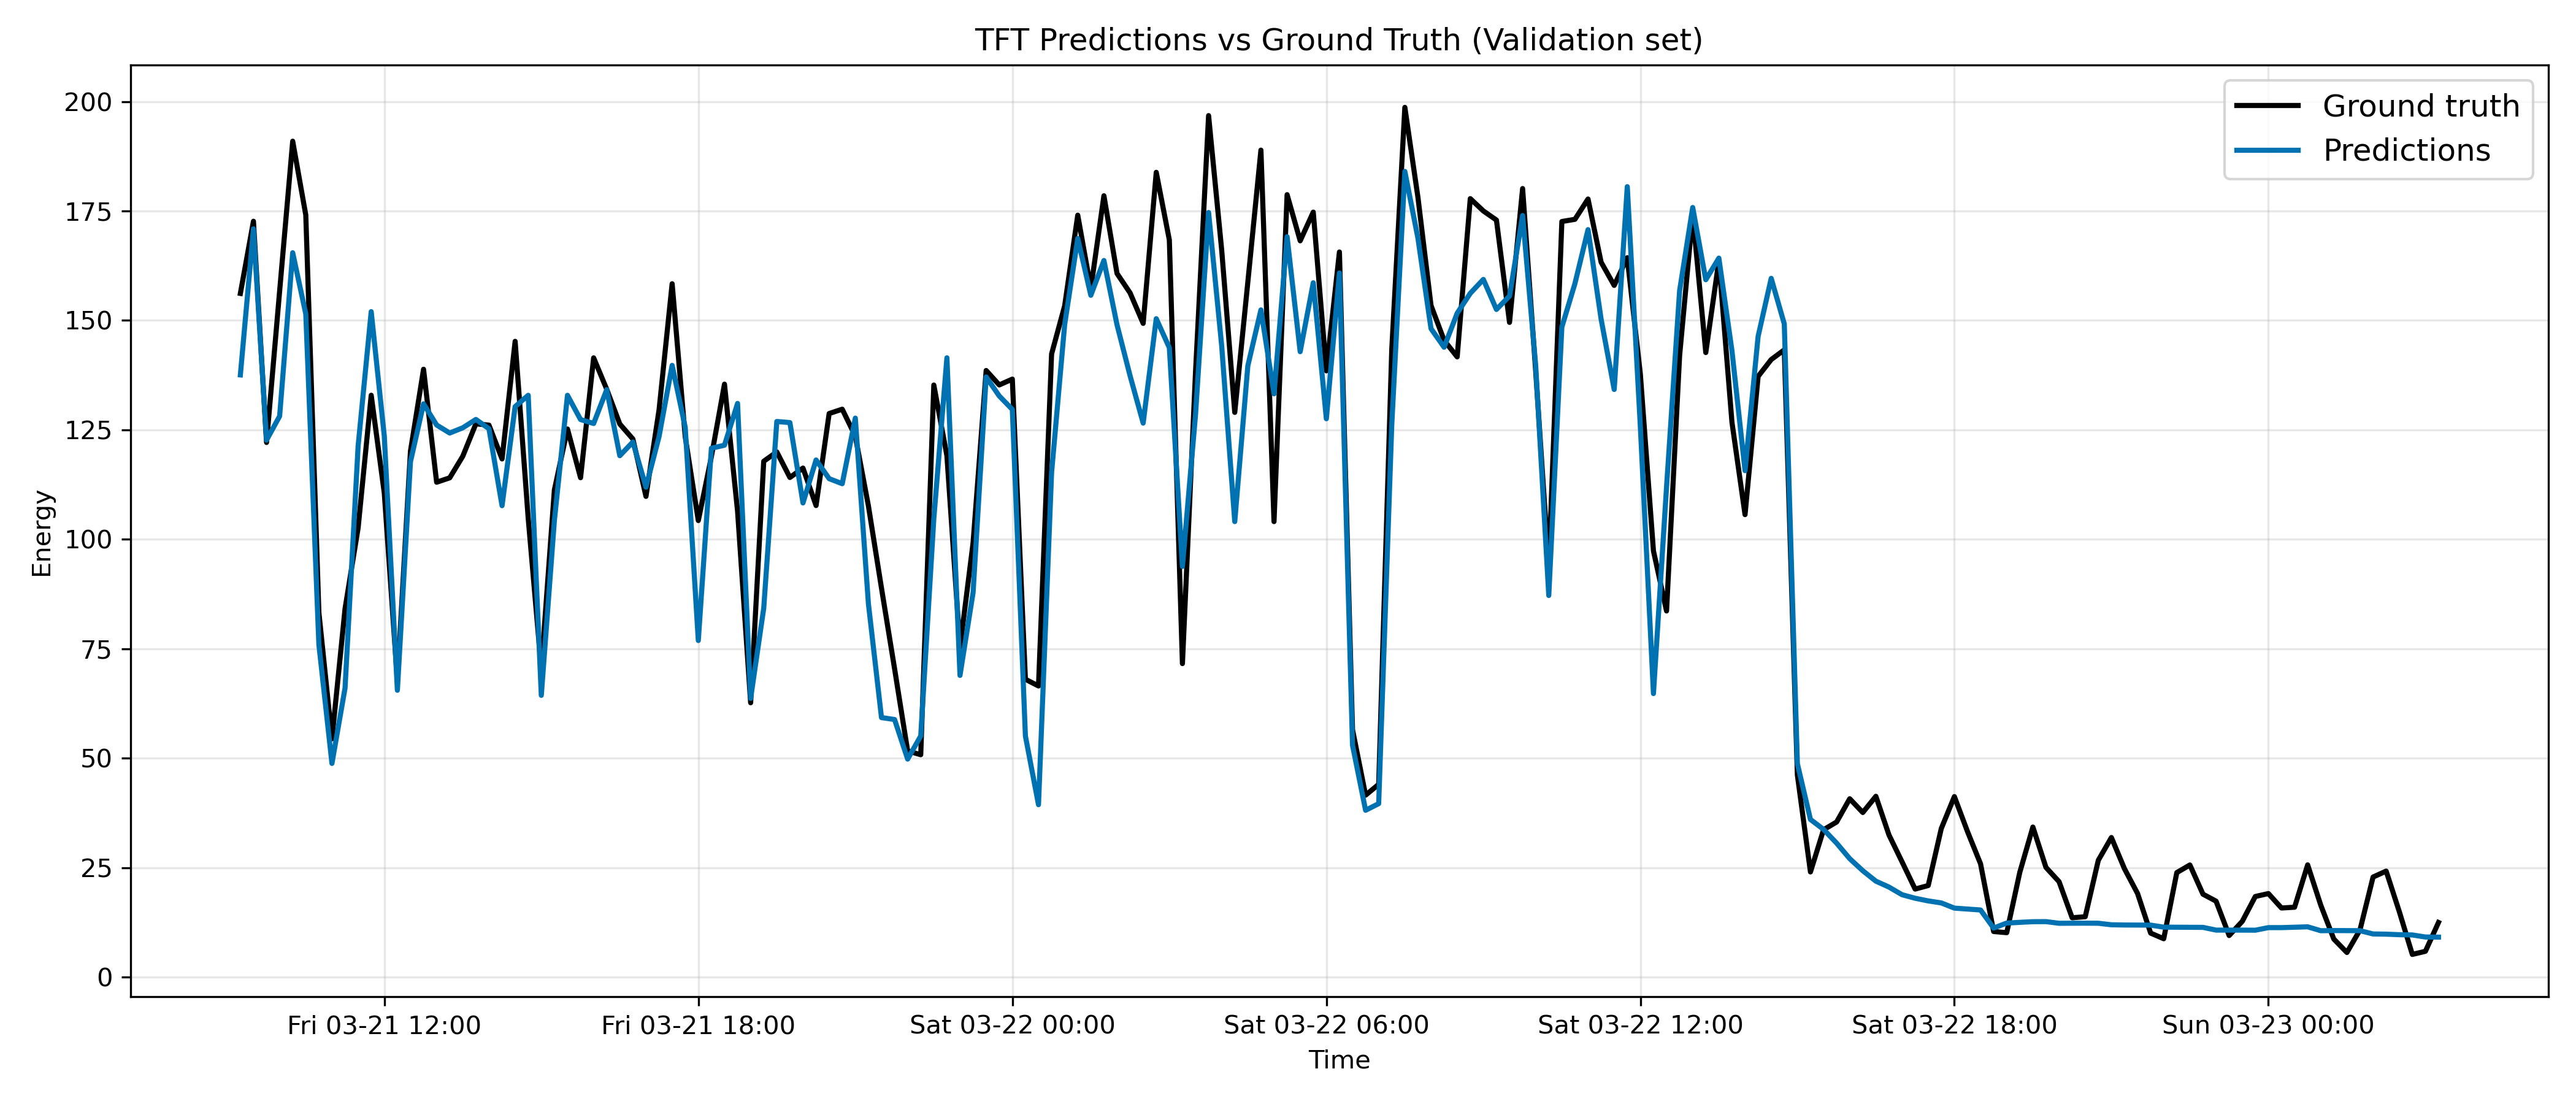 TFT Predictions vs Ground Truth (Validation set)
Ground truth
Predictions
200
175
150
125
100
75
50
25
0
Energy
Fri 03-21 12:00
Fri 03-21 18:00
Sat 03-22 00:00
Sat 03-22 06:00
Sat 03-22 12:00
Sat 03-22 18:00
Sun 03-23 00:00
Time